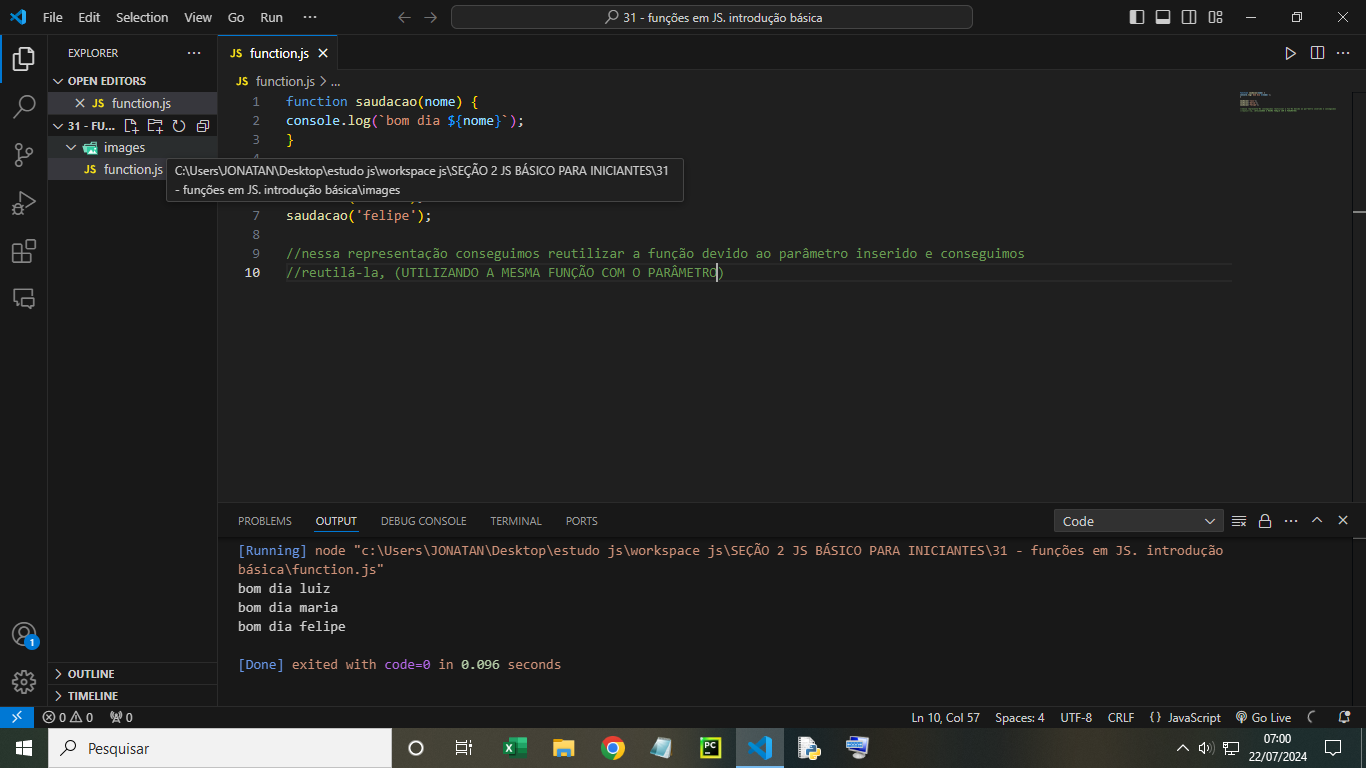 File Edit Selection View Go Run ···
31 - funções em JS. introdução básica
EXPLORER
OPEN EDITORS
JS function.js
31 - FU...
images
JS function.js
JS function.js
JS function.js > ...
1 function saudacao(nome) {
2 console.log(`bom dia ${nome}`);
3 }
C:\Users\JONATAN\Desktop\estudo js\workspace js\SEÇÃO 2 JS BÁSICO PARA INICIANTES\31
- funções em JS. introdução básica\images
7 saudacao('felipe');
8
9 //nessa representação conseguimos reutilizar a função devido ao parâmetro inserido e conseguimos
10 //reutilá-la, (UTILIZANDO A MESMA FUNÇÃO COM O PARÂMETRO)
PROBLEMS OUTPUT DEBUG CONSOLE TERMINAL PORTS
Code
[Running] node "c:\Users\JONATAN\Desktop\estudo js\workspace js\SEÇÃO 2 JS BÁSICO PARA INICIANTES\31 - funções em JS. introdução
básica\function.js"
bom dia luiz
bom dia maria
bom dia felipe
[Done] exited with code=0 in 0.096 seconds
1
OUTLINE
TIMELINE
0 0 0
Ln 10, Col 57 Spaces: 4 UTF-8 CRLF {} JavaScript Go Live
Pesquisar
07:00
22/07/2024